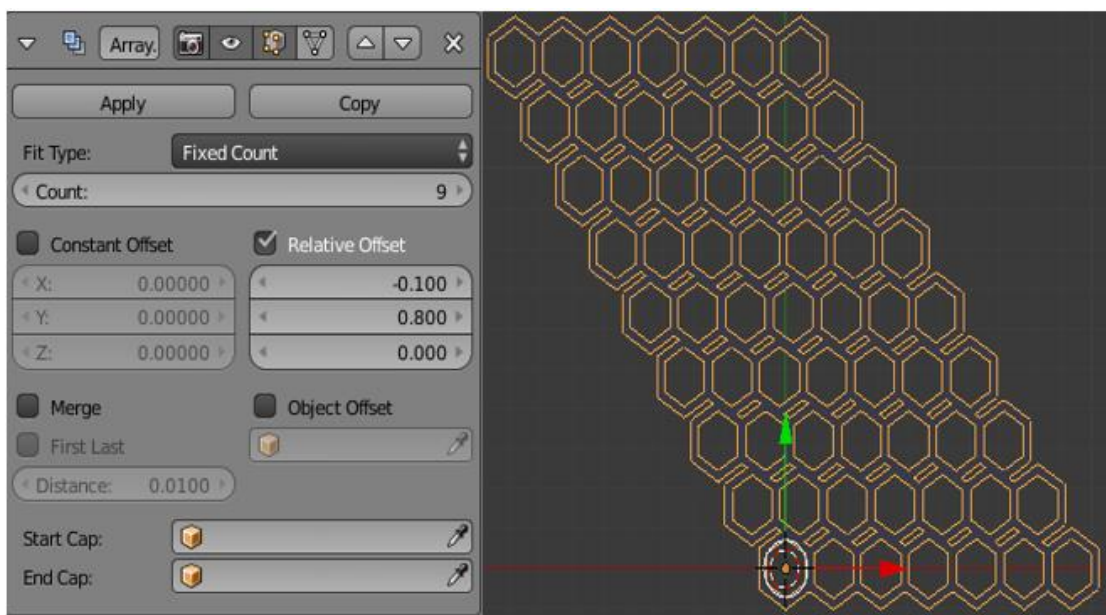 Array.
Apply Copy
Fit Type: Fixed Count
Count: 9
Constant Offset Relative Offset
X: 0.00000 -0.100
Y: 0.00000 0.800
Z: 0.00000 0.000
Merge Object Offset
First Last
Distance: 0.0100
Start Cap:
End Cap: